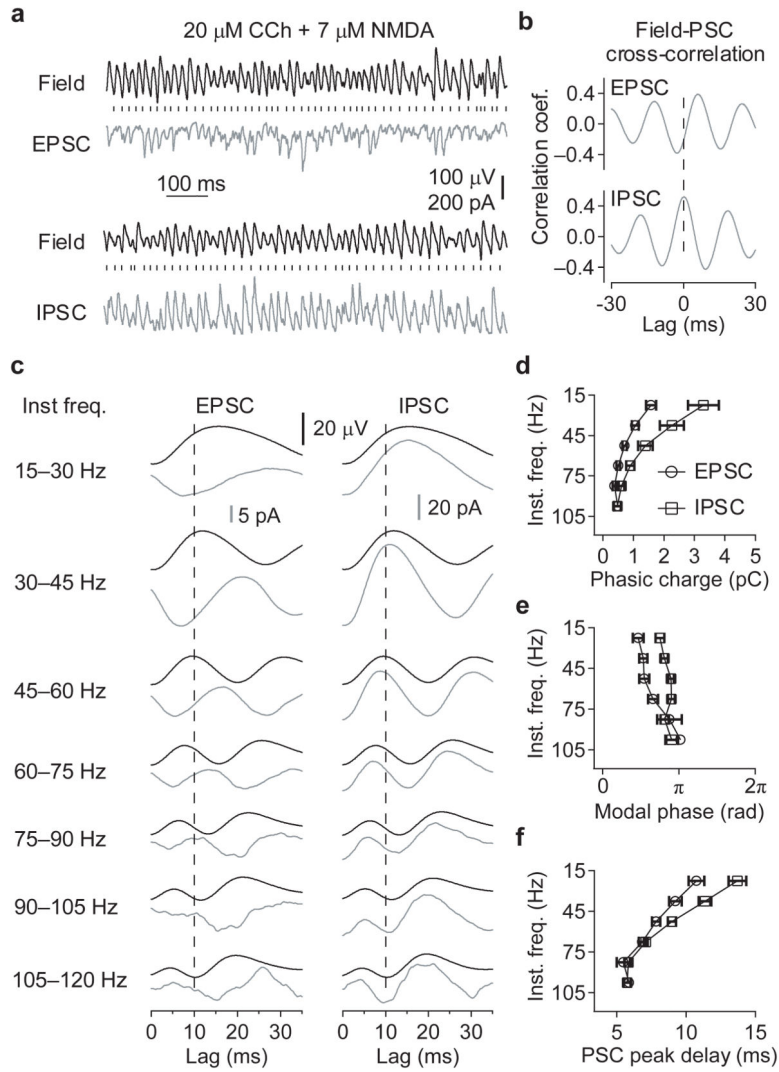 a
20 µM CCh + 7 µM NMDA
Field
EPSC
100 ms
100 µV
200 pA
Field
IPSC
b
Field-PSC
cross-correlation
EPSC
0.4
0.0
−0.4
IPSC
0.4
0.0
−0.4
Correlation coef.
-30 0 30
Lag (ms)
c
Inst freq. EPSC IPSC
20 µV
15–30 Hz
5 pA 20 pA
30–45 Hz
45–60 Hz
60–75 Hz
75–90 Hz
90–105 Hz
105–120 Hz
0 10 20 30 0 10 20 30
Lag (ms) Lag (ms)
d
Inst. freq. (Hz)
15
45
75
105
EPSC
IPSC
0 1 2 3 4 5
Phasic charge (pC)
e
Inst. freq. (Hz)
15
45
75
105
0 π 2π
Modal phase (rad)
f
Inst. freq. (Hz)
15
45
75
105
5 10 15
PSC peak delay (ms)